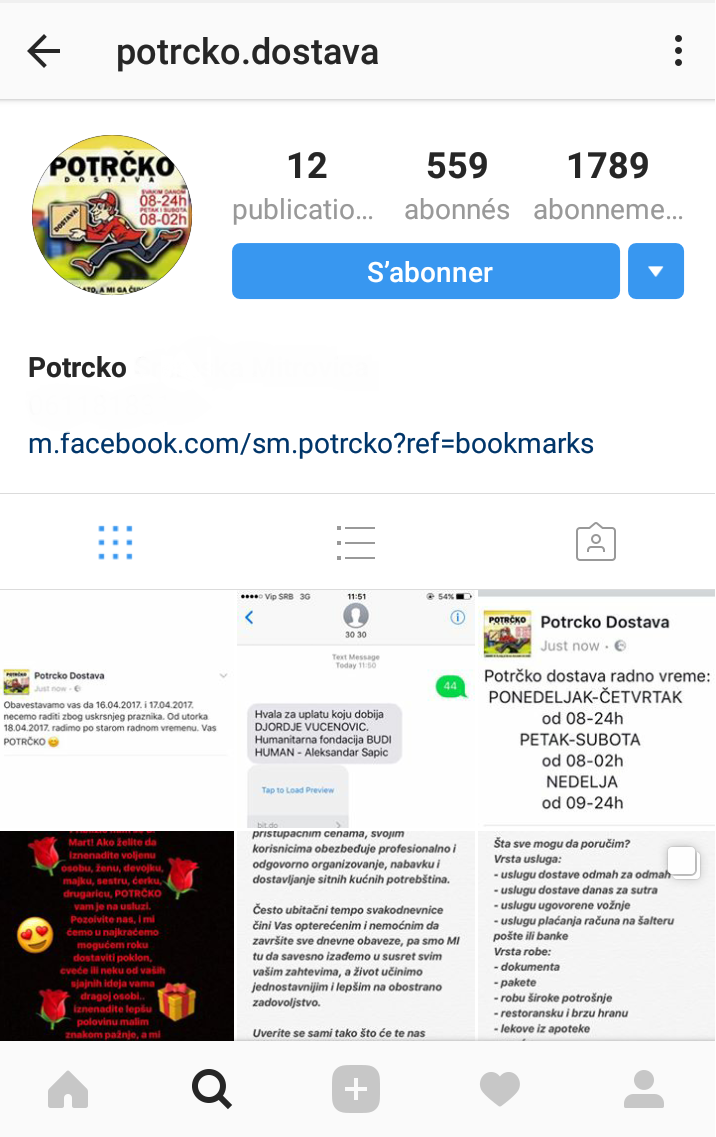 potrcko.dostava
POTRČKO
DOSTAVA
SVAKIM DANOM
08-24h
PETAK I SUBOTA
08-02h
DOSTAVA!
12
559
1789
publicatio…
abonnés
abonneme…
S'abonner
Potrcko
m.facebook.com/sm.potrcko?ref=bookmarks
Potrcko Dostava
Just now
Obavestavamo vas da 16.04.2017. i 17.04.2017.
necemo raditi zbog uskrsnjeg praznika. Od utorka
18.04.2017. radimo po starom radnom vremenu. Vas
POTRČKO
Vip SRB 3G
11:51
54%
30 30
Text Message
Today 11:50
44
Hvala za uplatu koju dobija
DJORDJE VUCENOVIC.
Humanitarna fondacija BUDI
HUMAN - Aleksandar Sapic
Tap to Load Preview
bit.do
POTRČKO
Potrcko Dostava
Just now
Potrčko dostava radno vreme:
PONEDELJAK-ČETVRTAK
od 08-24h
PETAK-SUBOTA
od 08-02h
NEDELJA
od 09-24h
Mart! Ako želite da
iznenadite voljenu
osobu, ženu, devojku,
majku, sestru, ćerku,
drugaricu, POTRČKO
vam je na usluzi.
Pozoivite nas, i mi
ćemo u najkraćemo
mogućem roku
dostaviti poklon,
cveće ili neku od vaših
sjajnih ideja vama
dragoj osobi..
iznenadite lepšu
polovinu malim
znakom pažnje, a mi
pristupačnim cenama, svojim
korisnicima obezbeđuje profesionalno i
odgovorno organizovanje, nabavku i
dostavljanje sitnih kućnih potrebština.
Često ubitačni tempo svakodnevnice
čini Vas opterećenim i nemoćnim da
završite sve dnevne obaveze, pa smo MI
tu da savesno izađemo u susret svim
vašim zahtevima, a život učinimo
jednostavnijim i lepšim na obostrano
zadovoljstvo.
Uverite se sami tako što će te nas
Šta sve mogu da poručim?
Vrsta usluga:
- uslugu dostave odmah za odmah
- uslugu dostave danas za sutra
- uslugu ugovorene vožnje
- uslugu plaćanja računa na šalteru
pošte ili banke
Vrsta robe:
- dokumenta
- pakete
- robu široke potrošnje
- restoransku i brzu hranu
- lekove iz apoteke